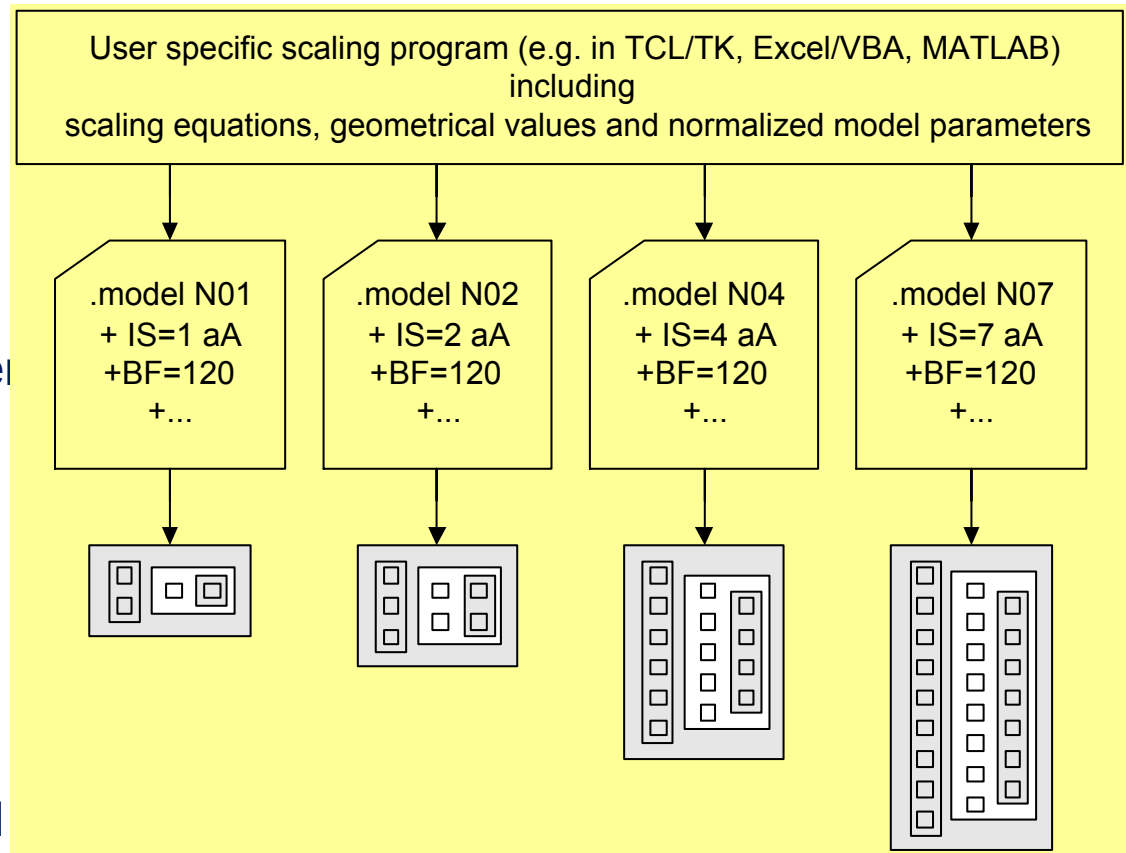 User specific scaling program (e.g. in TCL/TK, Excel/VBA, MATLAB)
including
scaling equations, geometrical values and normalized model parameters
.model N01
+ IS=1 aA
+BF=120
+...
.model N02
+ IS=2 aA
+BF=120
+...
.model N04
+ IS=4 aA
+BF=120
+...
.model N07
+ IS=7 aA
+BF=120
+...